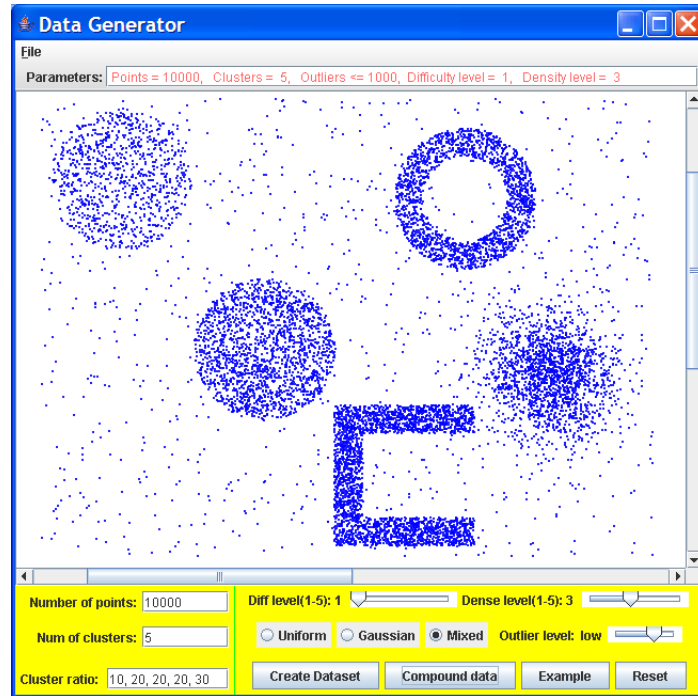 Data Generator
File
Parameters: Points = 10000, Clusters = 5, Outliers <= 1000, Difficulty level = 1, Density level = 3
Number of points: 10000
Diff level(1-5): 1
Dense level(1-5): 3
Num of clusters: 5
Uniform
Gaussian
Mixed
Outlier level: low
Cluster ratio: 10, 20, 20, 20, 30
Create Dataset
Compound data
Example
Reset